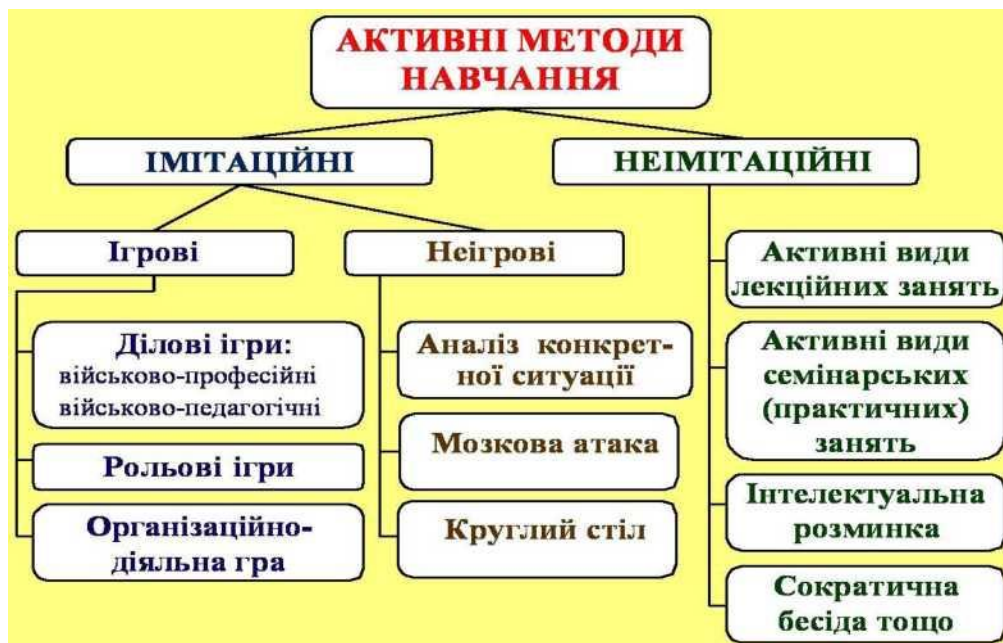 АКТИВНІ МЕТОДИ
НАВЧАННЯ
ІМІТАЦІЙНІ
НЕІМІТАЦІЙНІ
Ігрові
Неігрові
Ділові ігри:
військово-професійні
військово-педагогічні
Рольові ігри
Організаційно-
діяльна гра
Аналіз конкрет-
ної ситуації
Мозкова атака
Круглий стіл
Активні види
лекційних занять
Активні види
семінарських
(практичних)
занять
Інтелектуальна
розминка
Сократична
бесіда тощо